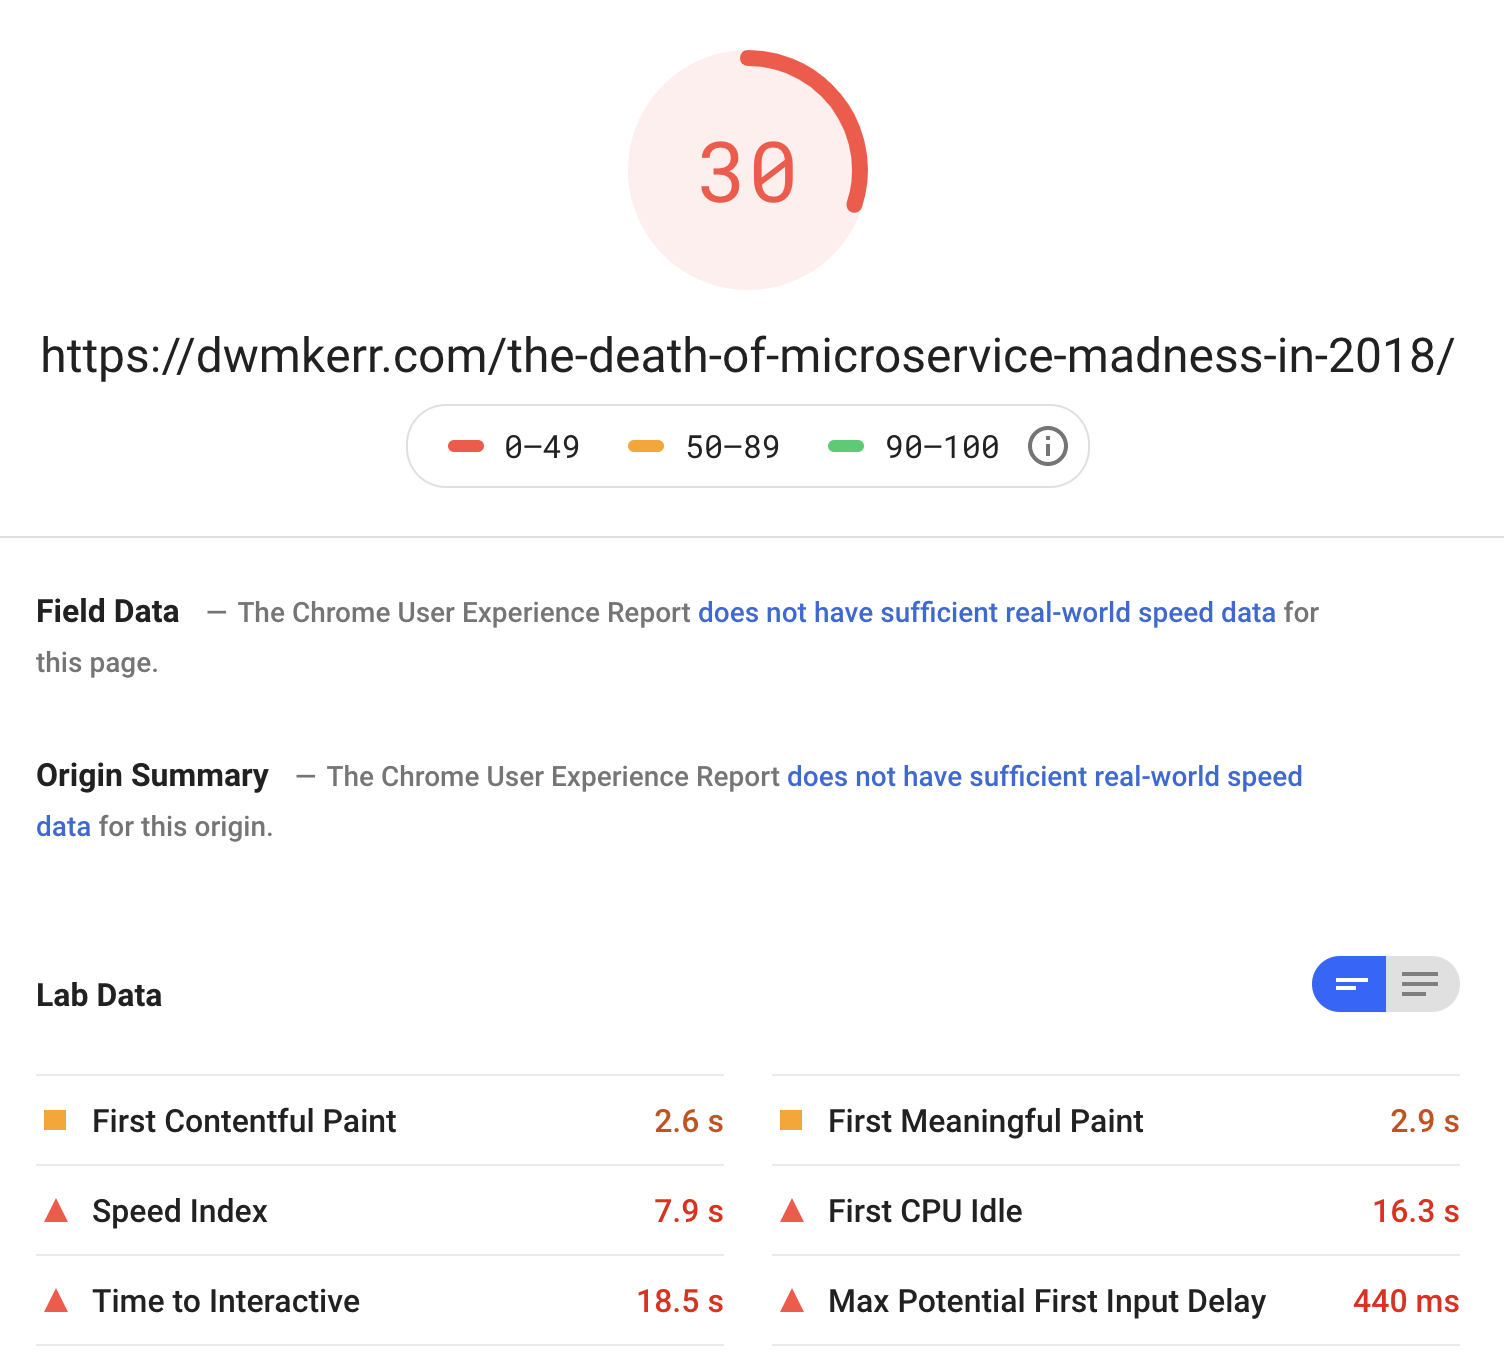 30
https://dwmkerr.com/the-death-of-microservice-madness-in-2018/
0–49 50–89 90–100
Field Data — The Chrome User Experience Report does not have sufficient real-world speed data for
this page.
Origin Summary — The Chrome User Experience Report does not have sufficient real-world speed
data for this origin.
Lab Data
First Contentful Paint 2.6 s
First Meaningful Paint 2.9 s
Speed Index 7.9 s
First CPU Idle 16.3 s
Time to Interactive 18.5 s
Max Potential First Input Delay 440 ms